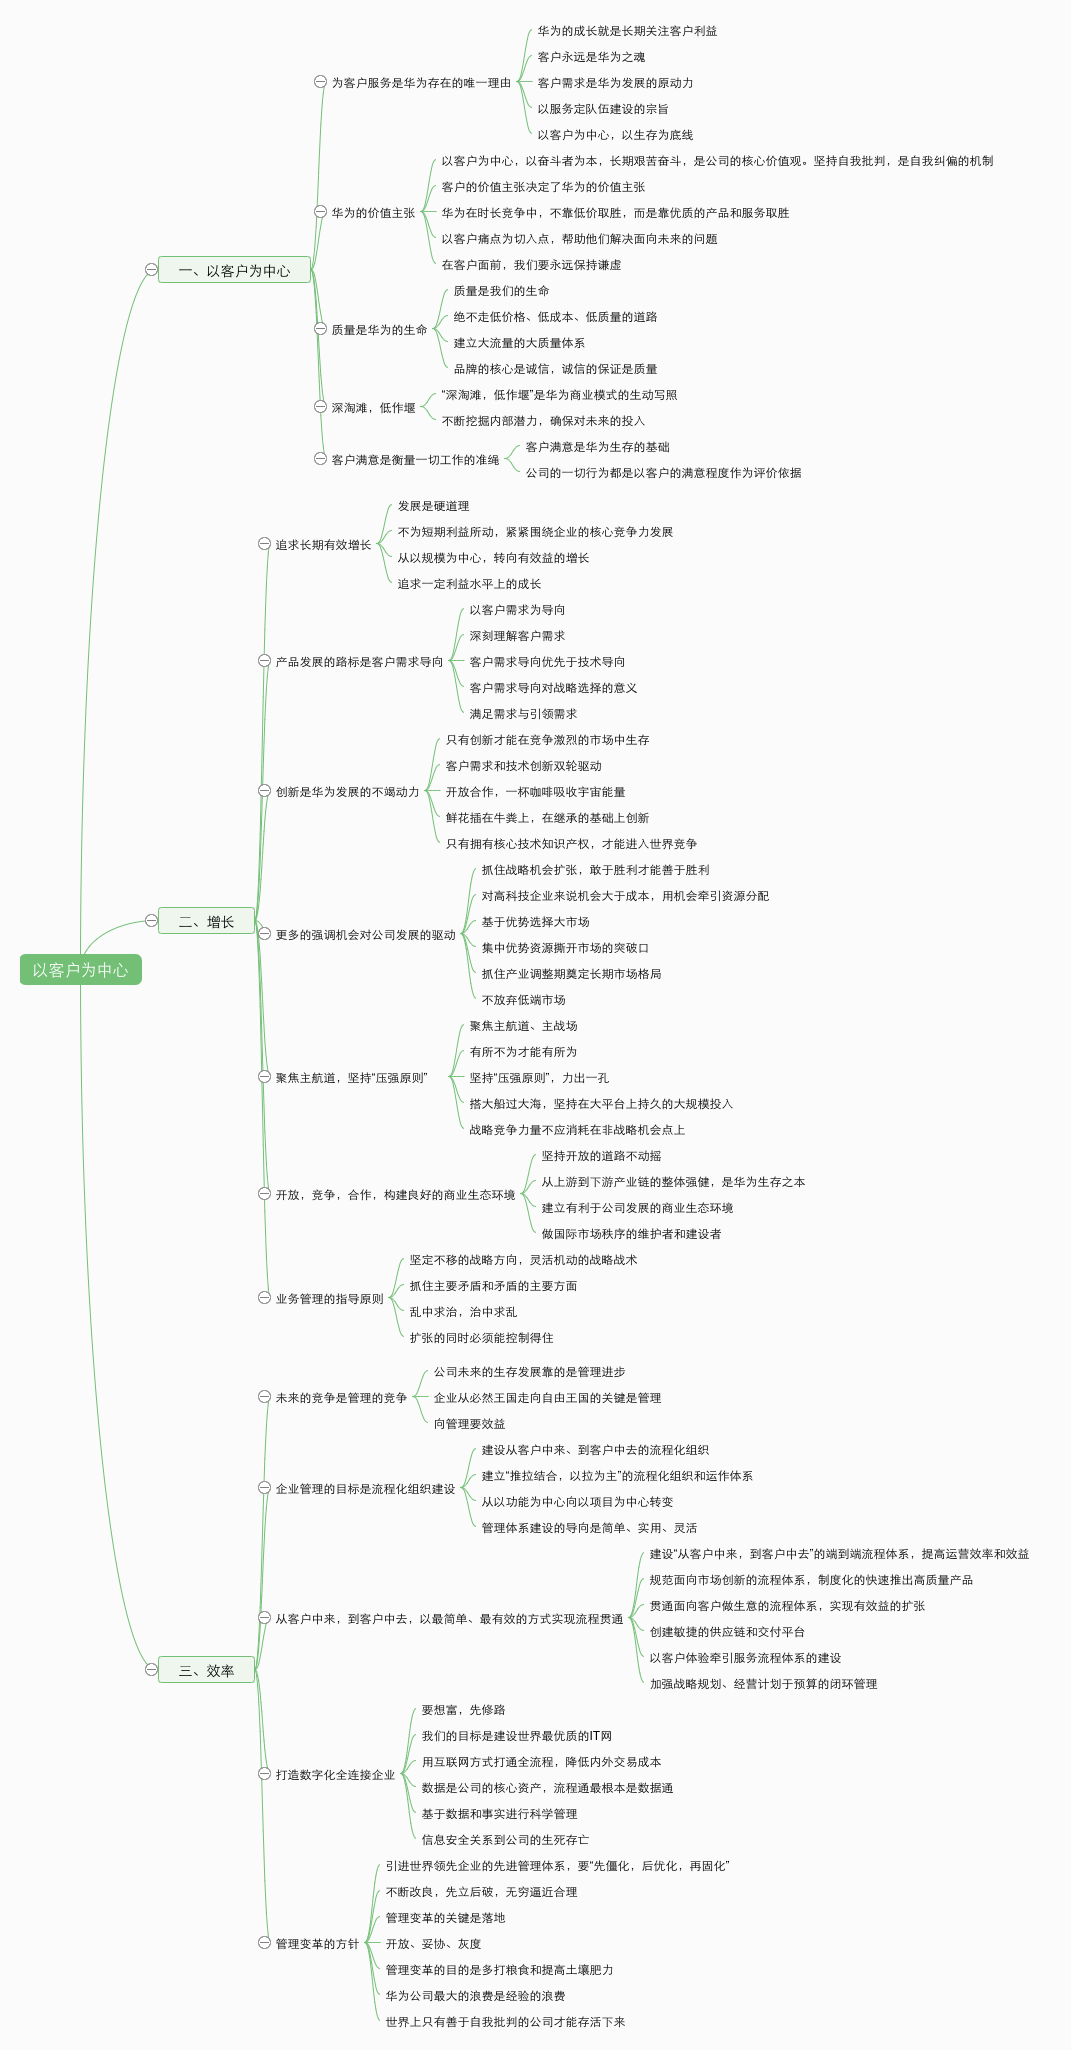 以客户为中心
一、以客户为中心
为客户服务是华为存在的唯一理由
华为的成长就是长期关注客户利益
客户永远是华为之魂
客户需求是华为发展的原动力
以服务定队伍建设的宗旨
以客户为中心，以生存为底线
华为的价值主张
以客户为中心，以奋斗者为本，长期艰苦奋斗，是公司的核心价值观。坚持自我批判，是自我纠偏的机制
客户的价值主张决定了华为的价值主张
华为在时长竞争中，不靠低价取胜，而是靠优质的产品和服务取胜
以客户痛点为切入点，帮助他们解决面向未来的问题
在客户面前，我们要永远保持谦虚
质量是华为的生命
质量是我们的生命
绝不走低价格、低成本、低质量的道路
建立大流量的大质量体系
品牌的核心是诚信，诚信的保证是质量
深淘滩，低作堰
“深淘滩，低作堰”是华为商业模式的生动写照
不断挖掘内部潜力，确保对未来的投入
客户满意是衡量一切工作的准绳
客户满意是华为生存的基础
公司的一切行为都是以客户的满意程度作为评价依据
二、增长
追求长期有效增长
发展是硬道理
不为短期利益所动，紧紧围绕企业的核心竞争力发展
从以规模为中心，转向有效益的增长
追求一定利益水平上的成长
产品发展的路标是客户需求导向
以客户需求为导向
深刻理解客户需求
客户需求导向优先于技术导向
客户需求导向对战略选择的意义
满足需求与引领需求
创新是华为发展的不竭动力
只有创新才能在竞争激烈的市场中生存
客户需求和技术创新双轮驱动
开放合作，一杯咖啡吸收宇宙能量
鲜花插在牛粪上，在继承的基础上创新
只有拥有核心技术知识产权，才能进入世界竞争
更多的强调机会对公司发展的驱动
抓住战略机会扩张，敢于胜利才能善于胜利
对高科技企业来说机会大于成本，用机会牵引资源分配
基于优势选择大市场
集中优势资源撕开市场的突破口
抓住产业调整期奠定长期市场格局
不放弃低端市场
聚焦主航道，坚持“压强原则”
聚焦主航道、主战场
有所不为才能有所为
坚持“压强原则”，力出一孔
搭大船过大海，坚持在大平台上持久的大规模投入
战略竞争力量不应消耗在非战略机会点上
开放，竞争，合作，构建良好的商业生态环境
坚持开放的道路不动摇
从上游到下游产业链的整体强健，是华为生存之本
建立有利于公司发展的商业生态环境
做国际市场秩序的维护者和建设者
业务管理的指导原则
坚定不移的战略方向，灵活机动的战略战术
抓住主要矛盾和矛盾的主要方面
乱中求治，治中求乱
扩张的同时必须能控制得住
三、效率
未来的竞争是管理的竞争
公司未来的生存发展靠的是管理进步
企业从必然王国走向自由王国的关键是管理
向管理要效益
企业管理的目标是流程化组织建设
建设从客户中来、到客户中去的流程化组织
建立“推拉结合，以拉为主”的流程化组织和运作体系
从以功能为中心向以项目为中心转变
管理体系建设的导向是简单、实用、灵活
从客户中来，到客户中去，以最简单、最有效的方式实现流程贯通
建设“从客户中来，到客户中去”的端到端流程体系，提高运营效率和效益
规范面向市场创新的流程体系，制度化的快速推出高质量产品
贯通面向客户做生意的流程体系，实现有效益的扩张
创建敏捷的供应链和交付平台
以客户体验牵引服务流程体系的建设
加强战略规划、经营计划于预算的闭环管理
打造数字化全连接企业
要想富，先修路
我们的目标是建设世界最优质的IT网
用互联网方式打通全流程，降低内外交易成本
数据是公司的核心资产，流程通最根本是数据通
基于数据和事实进行科学管理
信息安全关系到公司的生死存亡
管理变革的方针
引进世界领先企业的先进管理体系，要“先僵化，后优化，再固化”
不断改良，先立后破，无穷逼近合理
管理变革的关键是落地
开放、妥协、灰度
管理变革的目的是多打粮食和提高土壤肥力
华为公司最大的浪费是经验的浪费
世界上只有善于自我批判的公司才能存活下来